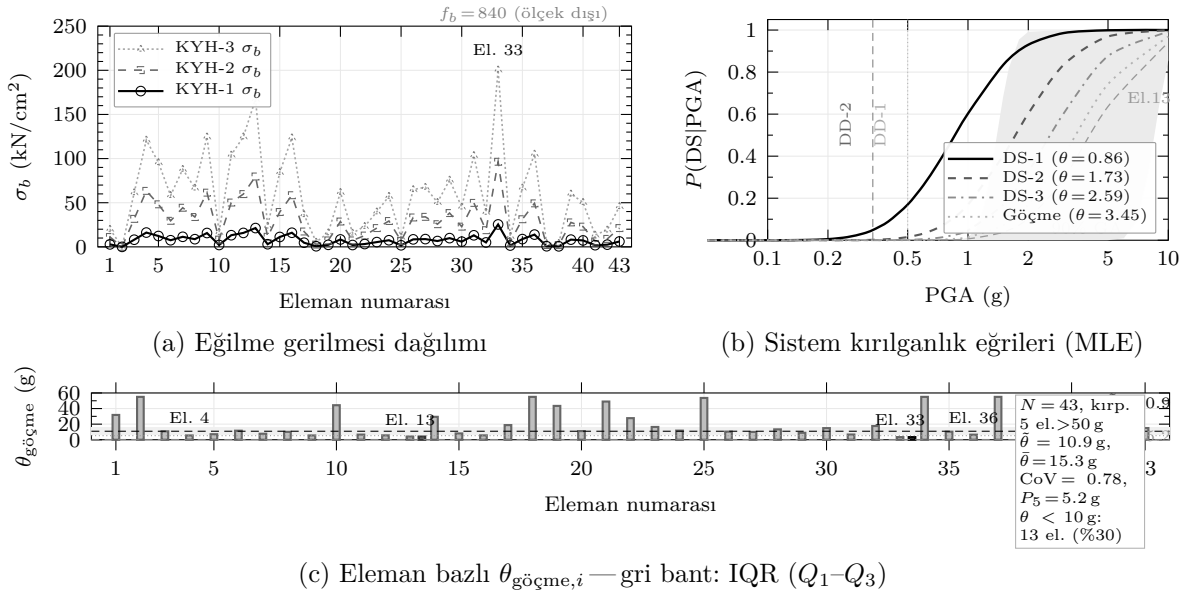 f_b = 840 (ölçek dışı)
σ_b (kN/cm²)
250
200
150
100
50
0
KYH-3 σ_b
KYH-2 σ_b
KYH-1 σ_b
El. 33
1 5 10 15 20 25 30 35 40 43
Eleman numarası
(a) Eğilme gerilmesi dağılımı
P(DS|PGA)
1
0.8
0.6
0.4
0.2
0
DD-2
DD-1
El.13
DS-1 (θ = 0.86)
DS-2 (θ = 1.73)
DS-3 (θ = 2.59)
Göçme (θ = 3.45)
0.1 0.2 0.5 1 2 5 10
PGA (g)
(b) Sistem kırılganlık eğrileri (MLE)
θ_göçme (g)
60
40
20
0
El. 4
El. 13
El. 33
El. 36
N = 43, kırp.
5 el.>50 g
θ̃ = 10.9 g,
θ̄ = 15.3 g
CoV = 0.78,
P₅ = 5.2 g
θ < 10 g:
13 el. (%30)
1 5 10 15 20 25 30 35 3
Eleman numarası
(c) Eleman bazlı θ_göçme,i — gri bant: IQR (Q₁–Q₃)